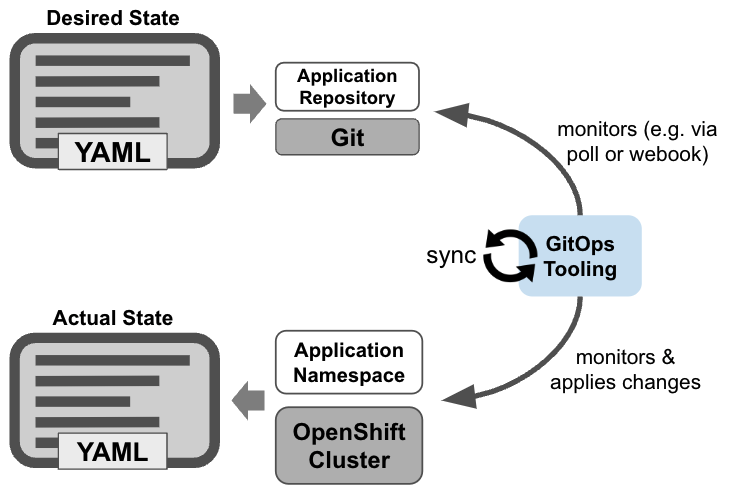 Desired State
YAML
Application
Repository
Git
monitors (e.g. via
poll or webook)
sync
GitOps
Tooling
Actual State
YAML
Application
Namespace
OpenShift
Cluster
monitors &
applies changes